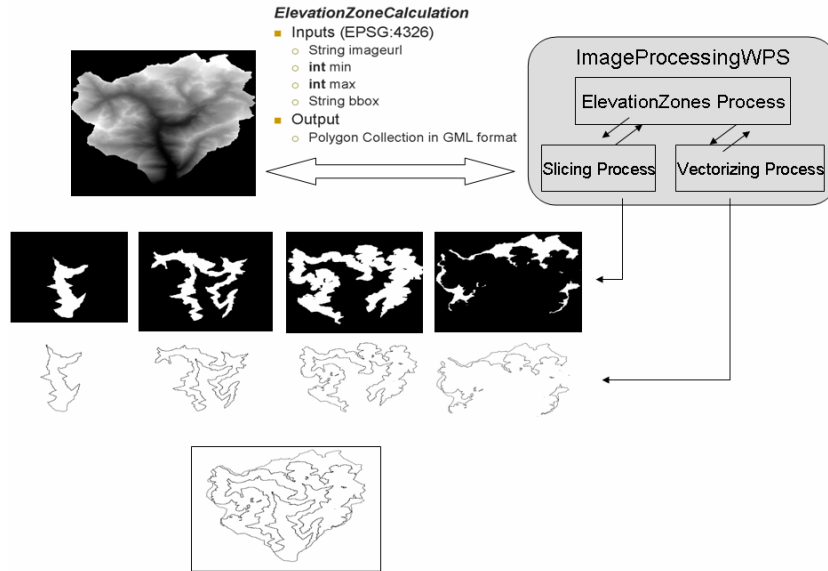 ElevationZoneCalculation
Inputs (EPSG:4326)
String imageurl
int min
int max
String bbox
Output
Polygon Collection in GML format
ImageProcessingWPS
ElevationZones Process
Slicing Process
Vectorizing Process